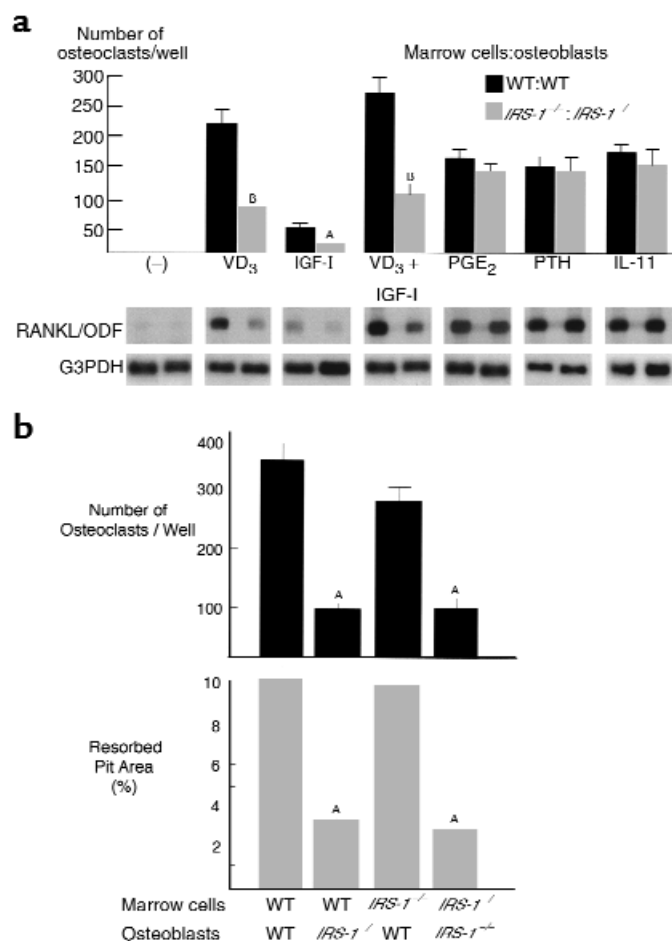 a
Number of
osteoclasts/well
Marrow cells:osteoblasts
WT:WT
IRS-1 -/- : IRS-1 - /
300
250
200
150
100
50
B
A
B
(–)
VD3
IGF-I
VD3 +
IGF-I
PGE2
PTH
IL-11
RANKL/ODF
G3PDH
b
Number of
Osteoclasts / Well
400
300
200
100
A
A
Resorbed
Pit Area
(%)
10
8
6
4
2
A
A
Marrow cells WT WT IRS-1 -/ IRS-1 - /
Osteoblasts WT IRS-1 - / WT IRS-1 -/-